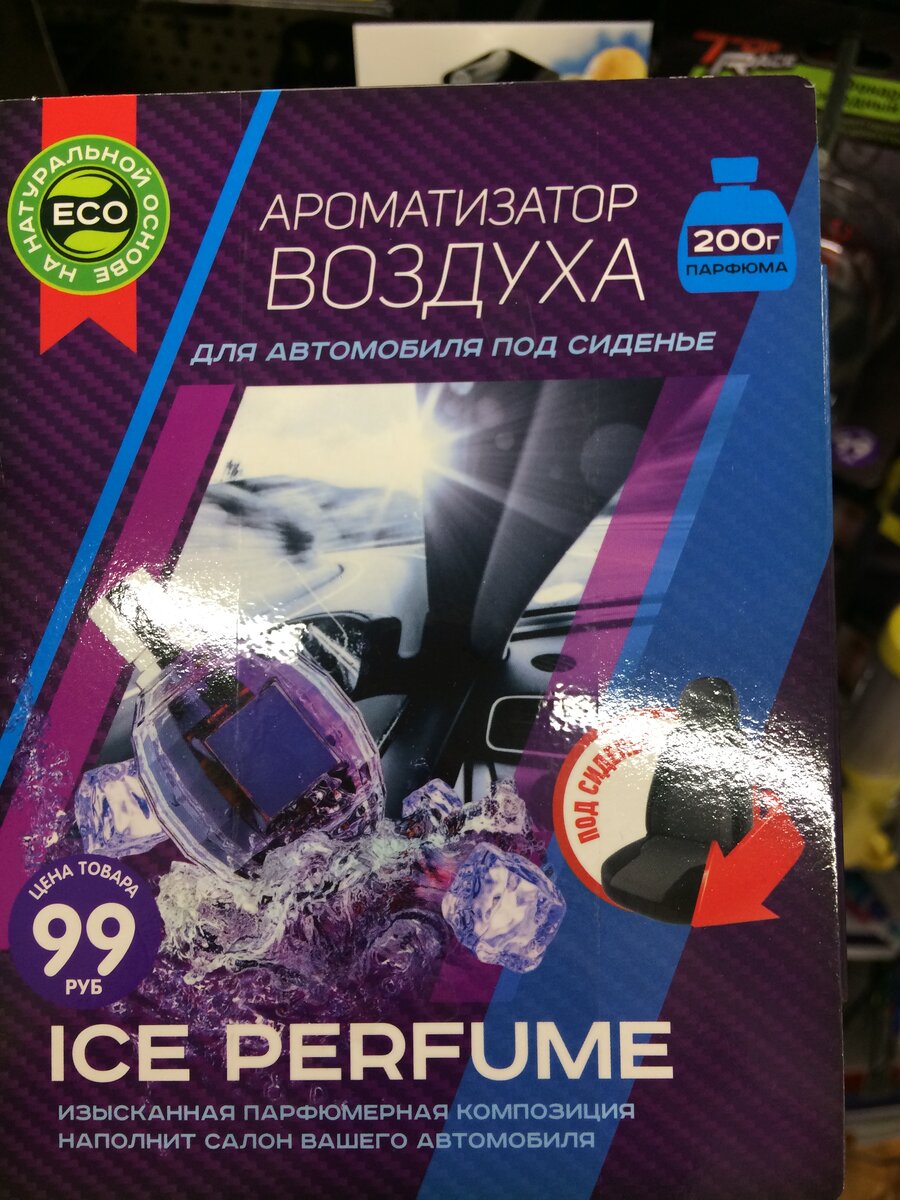 НА НАТУРАЛЬНОЙ ОСНОВЕ
ECO
АРОМАТИЗАТОР
ВОЗДУХА
200г
ПАРФЮМА
ДЛЯ АВТОМОБИЛЯ ПОД СИДЕНЬЕ
ПОД
ЦЕНА ТОВАРА
99
РУБ
ICE PERFUME
ИЗЫСКАННАЯ ПАРФЮМЕРНАЯ КОМПОЗИЦИЯ
НАПОЛНИТ САЛОН ВАШЕГО АВТОМОБИЛЯ